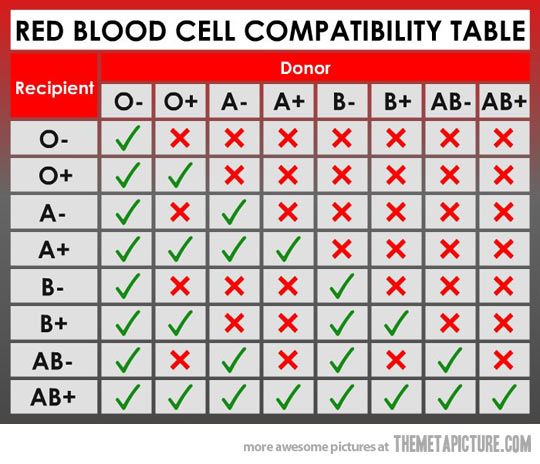 RED BLOOD CELL COMPATIBILITY TABLE
Recipient
Donor
O- O+ A- A+ B- B+ AB- AB+
O- ✓ ✕ ✕ ✕ ✕ ✕ ✕ ✕
O+ ✓ ✓ ✕ ✕ ✕ ✕ ✕ ✕
A- ✓ ✕ ✓ ✕ ✕ ✕ ✕ ✕
A+ ✓ ✓ ✓ ✓ ✕ ✕ ✕ ✕
B- ✓ ✕ ✕ ✕ ✓ ✕ ✕ ✕
B+ ✓ ✓ ✕ ✕ ✓ ✓ ✕ ✕
AB- ✓ ✕ ✓ ✕ ✓ ✕ ✓ ✕
AB+ ✓ ✓ ✓ ✓ ✓ ✓ ✓ ✓
more awesome pictures at THEMETAPICTURE.COM